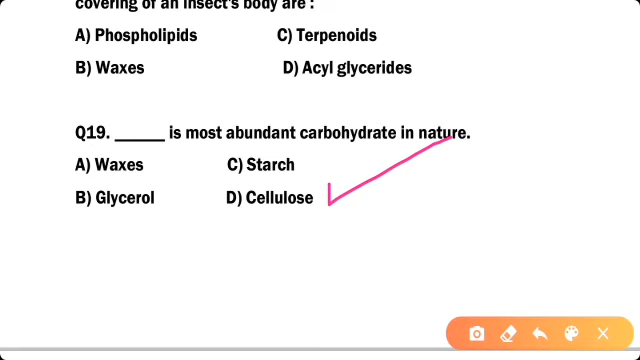 covering of an insect's body are :
A) Phospholipids C) Terpenoids
B) Waxes D) Acyl glycerides
Q19. ______ is most abundant carbohydrate in nature.
A) Waxes C) Starch
B) Glycerol D) Cellulose